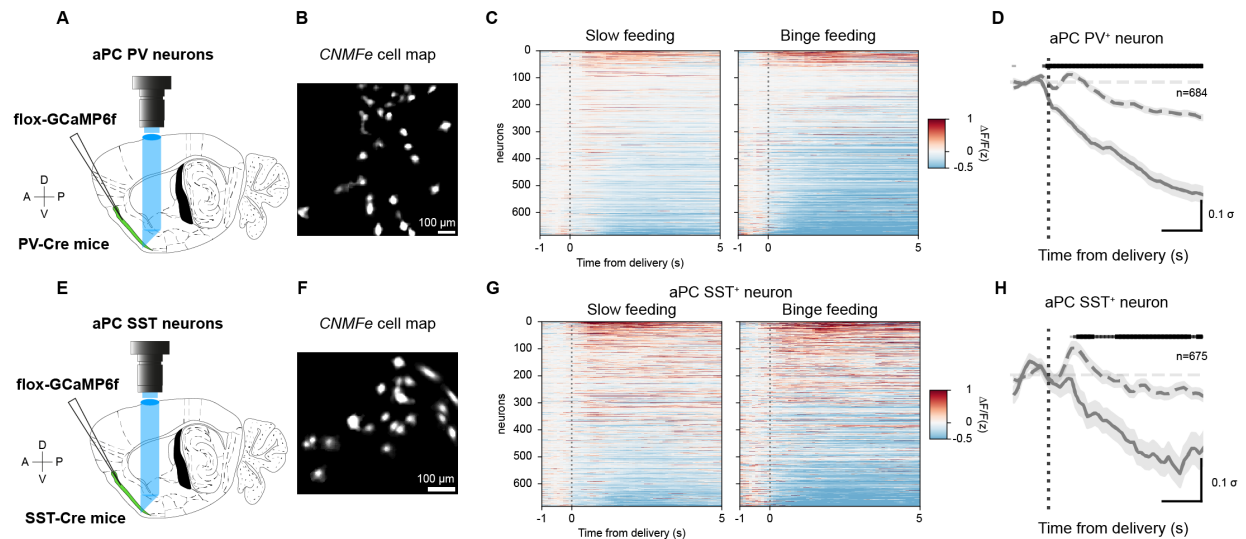 A
aPC PV neurons
flox-GCaMP6f
D
A P
V
PV-Cre mice
B
CNMFe cell map
100 μm
C
Slow feeding Binge feeding
neurons
0
100
200
300
400
500
600
-1 0 5
-1 0 5
Time from delivery (s)
1
0
-0.5
ΔF/F(z)
D
aPC PV⁺ neuron
n=684
0.1 σ
Time from delivery (s)
E
aPC SST neurons
flox-GCaMP6f
D
A P
V
SST-Cre mice
F
CNMFe cell map
100 μm
G
aPC SST⁺ neuron
Slow feeding Binge feeding
neurons
0
100
200
300
400
500
600
-1 0 5
-1 0 5
Time from delivery (s)
1
0
-0.5
ΔF/F(z)
H
aPC SST⁺ neuron
n=675
0.1 σ
Time from delivery (s)